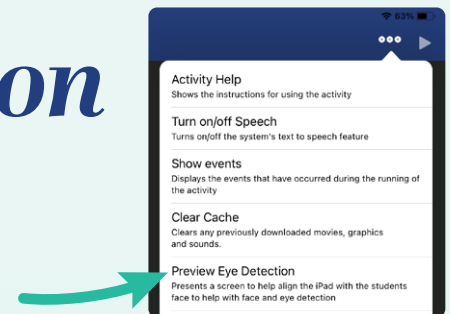 63%
on
Activity Help
Shows the instructions for using the activity
Turn on/off Speech
Turns on/off the system's text to speech feature
Show events
Displays the events that have occurred during the running of
the activity
Clear Cache
Clears any previously downloaded movies, graphics
and sounds.
Preview Eye Detection
Presents a screen to help align the iPad with the students
face to help with face and eye detection